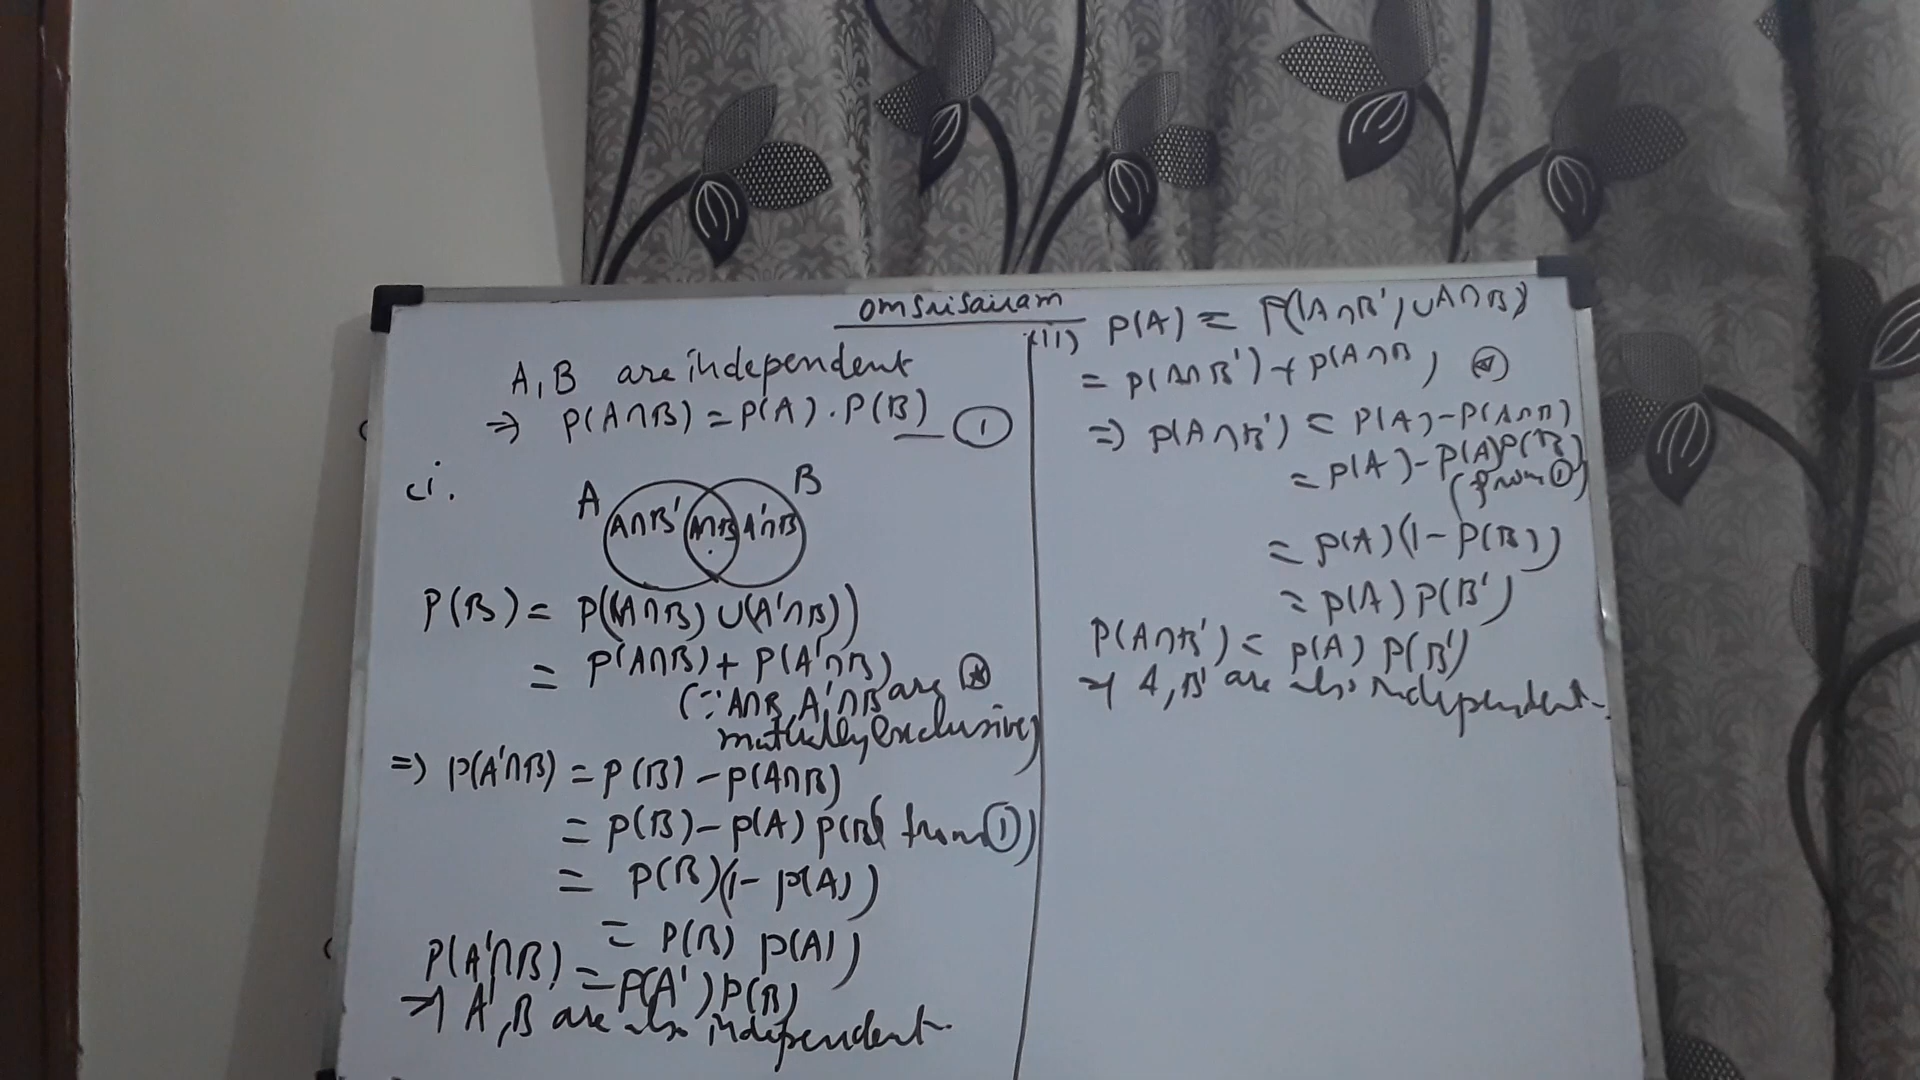 omsrisairam
A,B are independent
⇒ P(A∩B) = P(A) . P(B) — ①
ci.
A B
A∩B' A∩B A'∩B
P(B) = P((A∩B) ∪ (A'∩B))
= P(A∩B) + P(A'∩B)
(∵ A∩B, A'∩B are
mutually exclusive)
⇒ P(A'∩B) = P(B) - P(A∩B)
= P(B) - P(A) P(B) (from ①)
= P(B)(1 - P(A))
= P(B) P(A')
P(A'∩B) = P(A') P(B)
⇒ A', B are also independent.
(ii) P(A) = P((A∩B') ∪ A∩B)
= P(A∩B') + P(A∩B)
⇒ P(A∩B') = P(A) - P(A∩B)
= P(A) - P(A)P(B)
(from ①)
= P(A)(1 - P(B))
= P(A) P(B')
P(A∩B') = P(A) P(B')
⇒ A, B' are also independent.